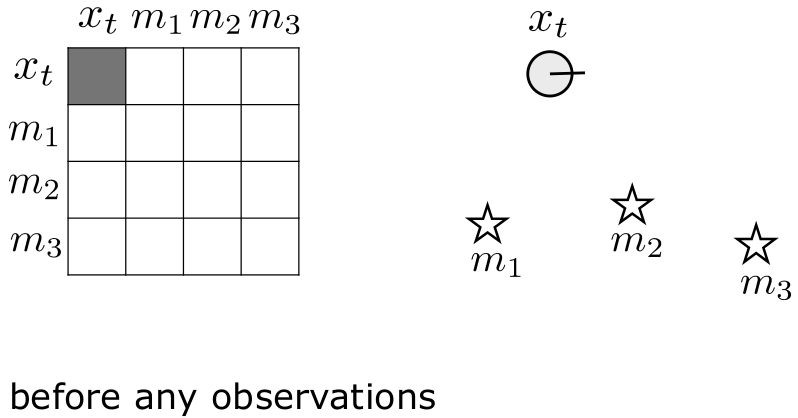 x_t m_1 m_2 m_3
x_t
m_1
m_2
m_3
x_t
m_1
m_2
m_3
before any observations